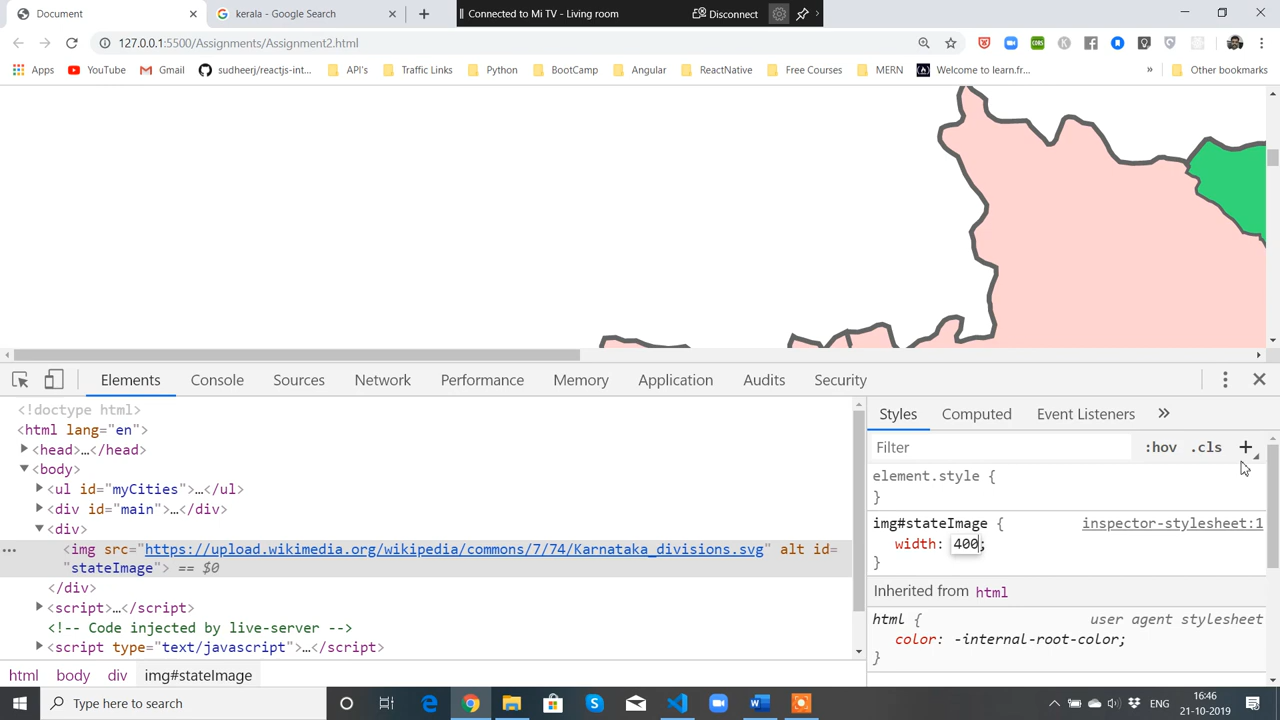 Document
kerala - Google Search
Connected to Mi TV - Living room
Disconnect
127.0.0.1:5500/Assignments/Assignment2.html
Apps
YouTube
Gmail
sudheerj/reactjs-int...
API's
Traffic Links
Python
BootCamp
Angular
ReactNative
Free Courses
MERN
Welcome to learn.fr...
»
Other bookmarks
Elements
Console
Sources
Network
Performance
Memory
Application
Audits
Security
<!doctype html>
<html lang="en">
<head>…</head>
<body>
<ul id="myCities">…</ul>
<div id="main">…</div>
<div>
<img src="https://upload.wikimedia.org/wikipedia/commons/7/74/Karnataka_divisions.svg" alt id=
"stateImage"> == $0
</div>
<script>…</script>
<!-- Code injected by live-server -->
<script type="text/javascript">…</script>
html
body
div
img#stateImage
Styles
Computed
Event Listeners
»
Filter
:hov
.cls
+
element.style {
}
img#stateImage {
inspector-stylesheet:1
width: 400;
}
Inherited from html
html {
user agent stylesheet
color: -internal-root-color;
}
Type here to search
ENG
16:46
21-10-2019